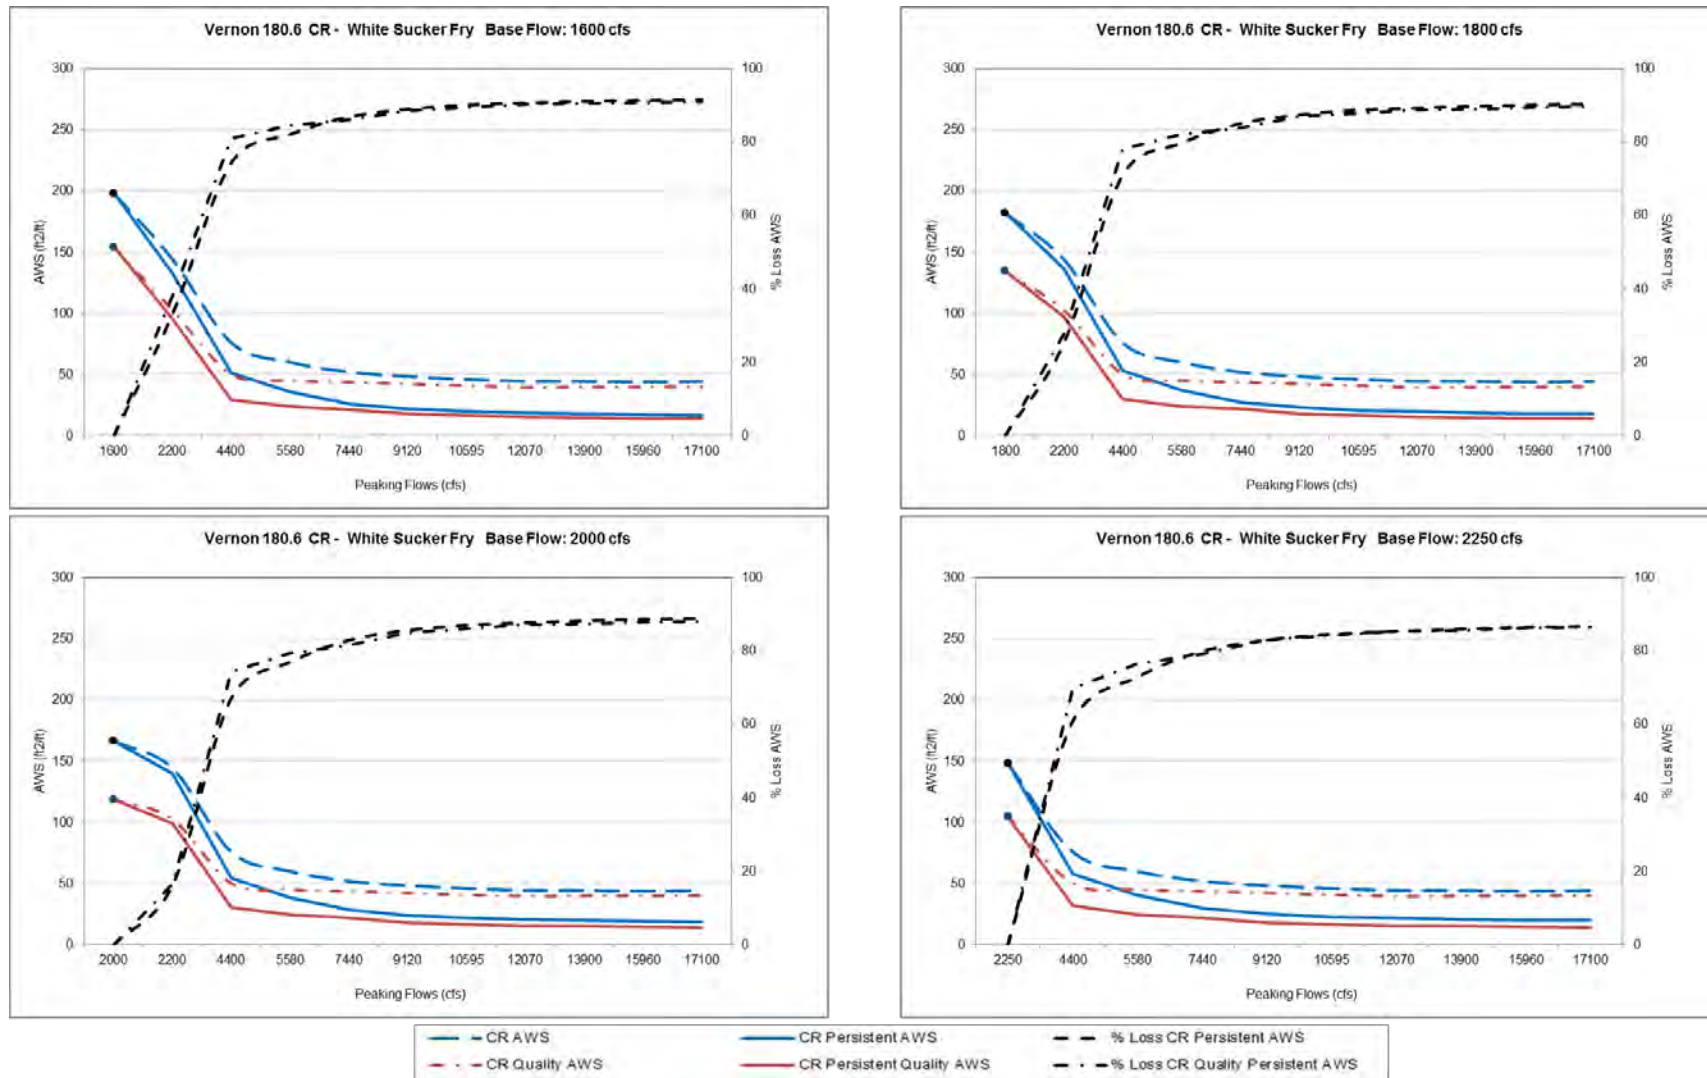 Vernon 180.6 CR - White Sucker Fry Base Flow: 1600 cfs
300
250
200
150
100
50
0
100
80
60
40
20
0
AWS (ft2/ft)
% Loss AWS
1600 2200 4400 5580 7440 9120 10595 12070 13900 15960 17100
Peaking Flows (cfs)
Vernon 180.6 CR - White Sucker Fry Base Flow: 1800 cfs
300
250
200
150
100
50
0
100
80
60
40
20
0
AWS (ft2/ft)
% Loss AWS
1800 2200 4400 5580 7440 9120 10595 12070 13900 15960 17100
Peaking Flows (cfs)
Vernon 180.6 CR - White Sucker Fry Base Flow: 2000 cfs
300
250
200
150
100
50
0
100
80
60
40
20
0
AWS (ft2/ft)
% Loss AWS
2000 2200 4400 5580 7440 9120 10595 12070 13900 15960 17100
Peaking Flows (cfs)
Vernon 180.6 CR - White Sucker Fry Base Flow: 2250 cfs
300
250
200
150
100
50
0
100
80
60
40
20
0
AWS (ft2/ft)
% Loss AWS
2250 4400 5580 7440 9120 10595 12070 13900 15960 17100
Peaking Flows (cfs)
CR AWS CR Persistent AWS % Loss CR Persistent AWS
CR Quality AWS CR Persistent Quality AWS % Loss CR Quality Persistent AWS